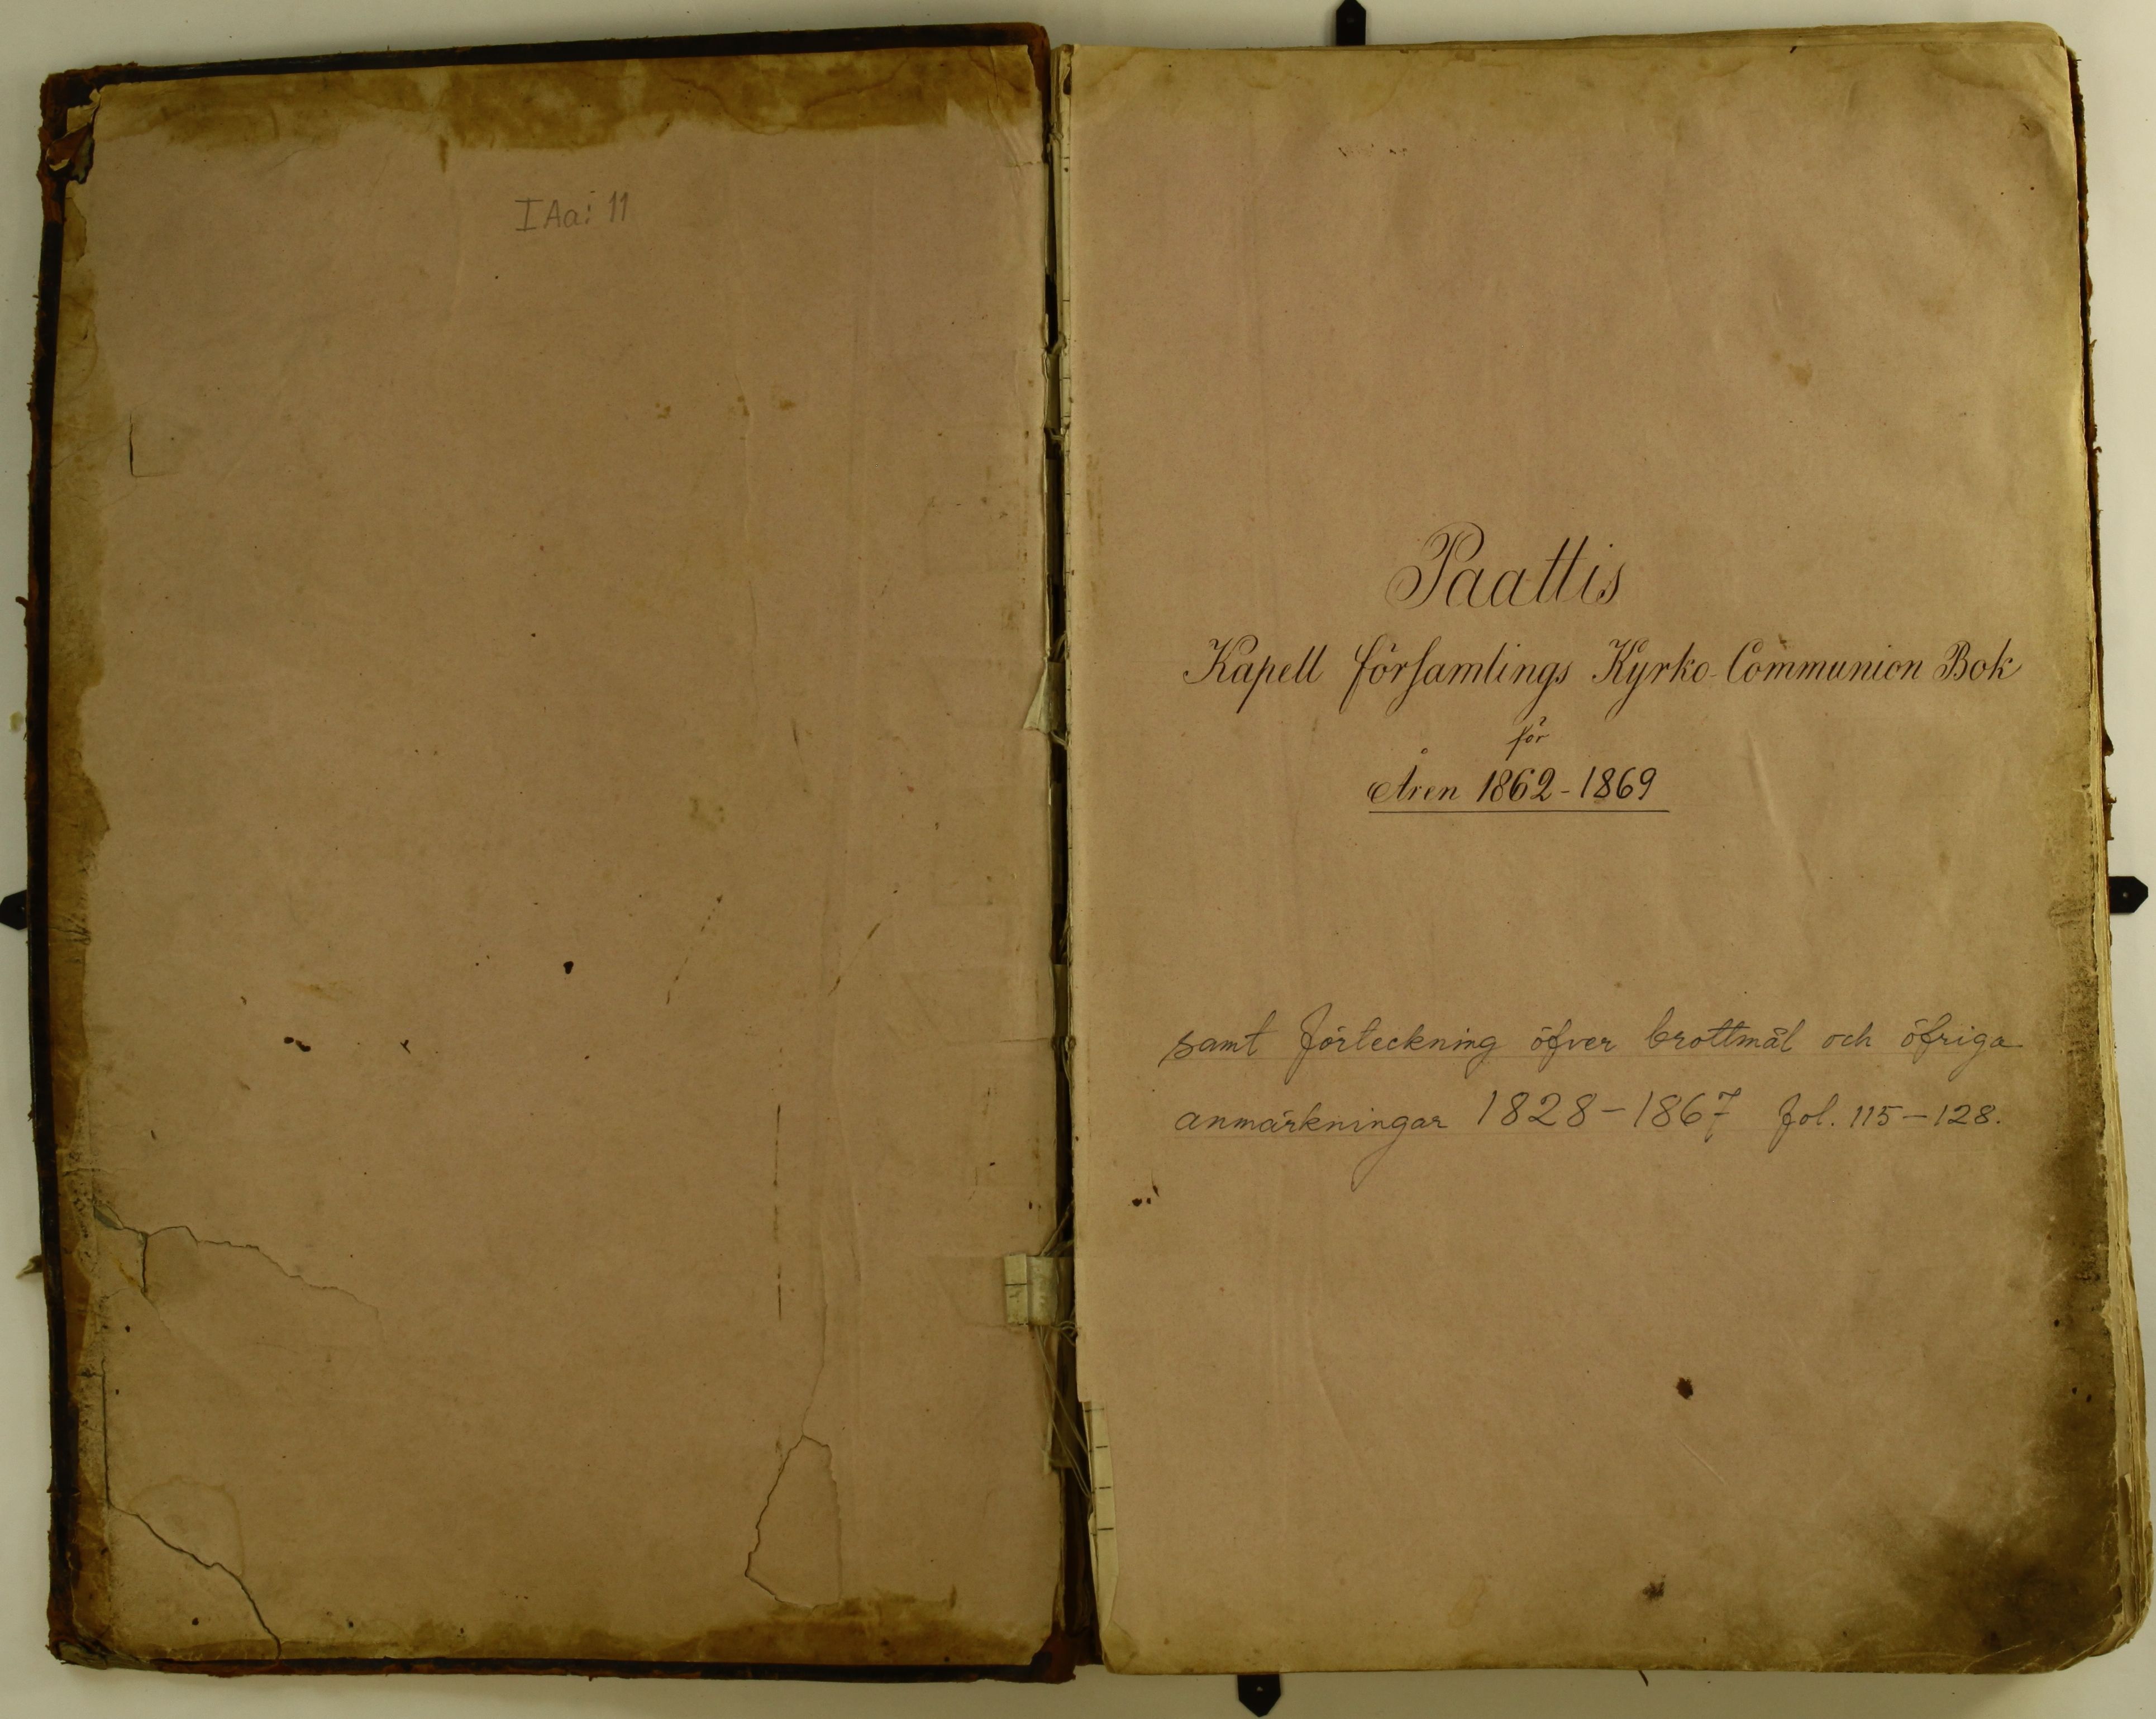 I Aa: 11
Paattis
Kapell församlings Kyrko-Communion Bok
för
Åren 1862-1869
samt förteckning öfver brottmål och öfriga
anmärkningar 1828-1867 fol. 115-128.